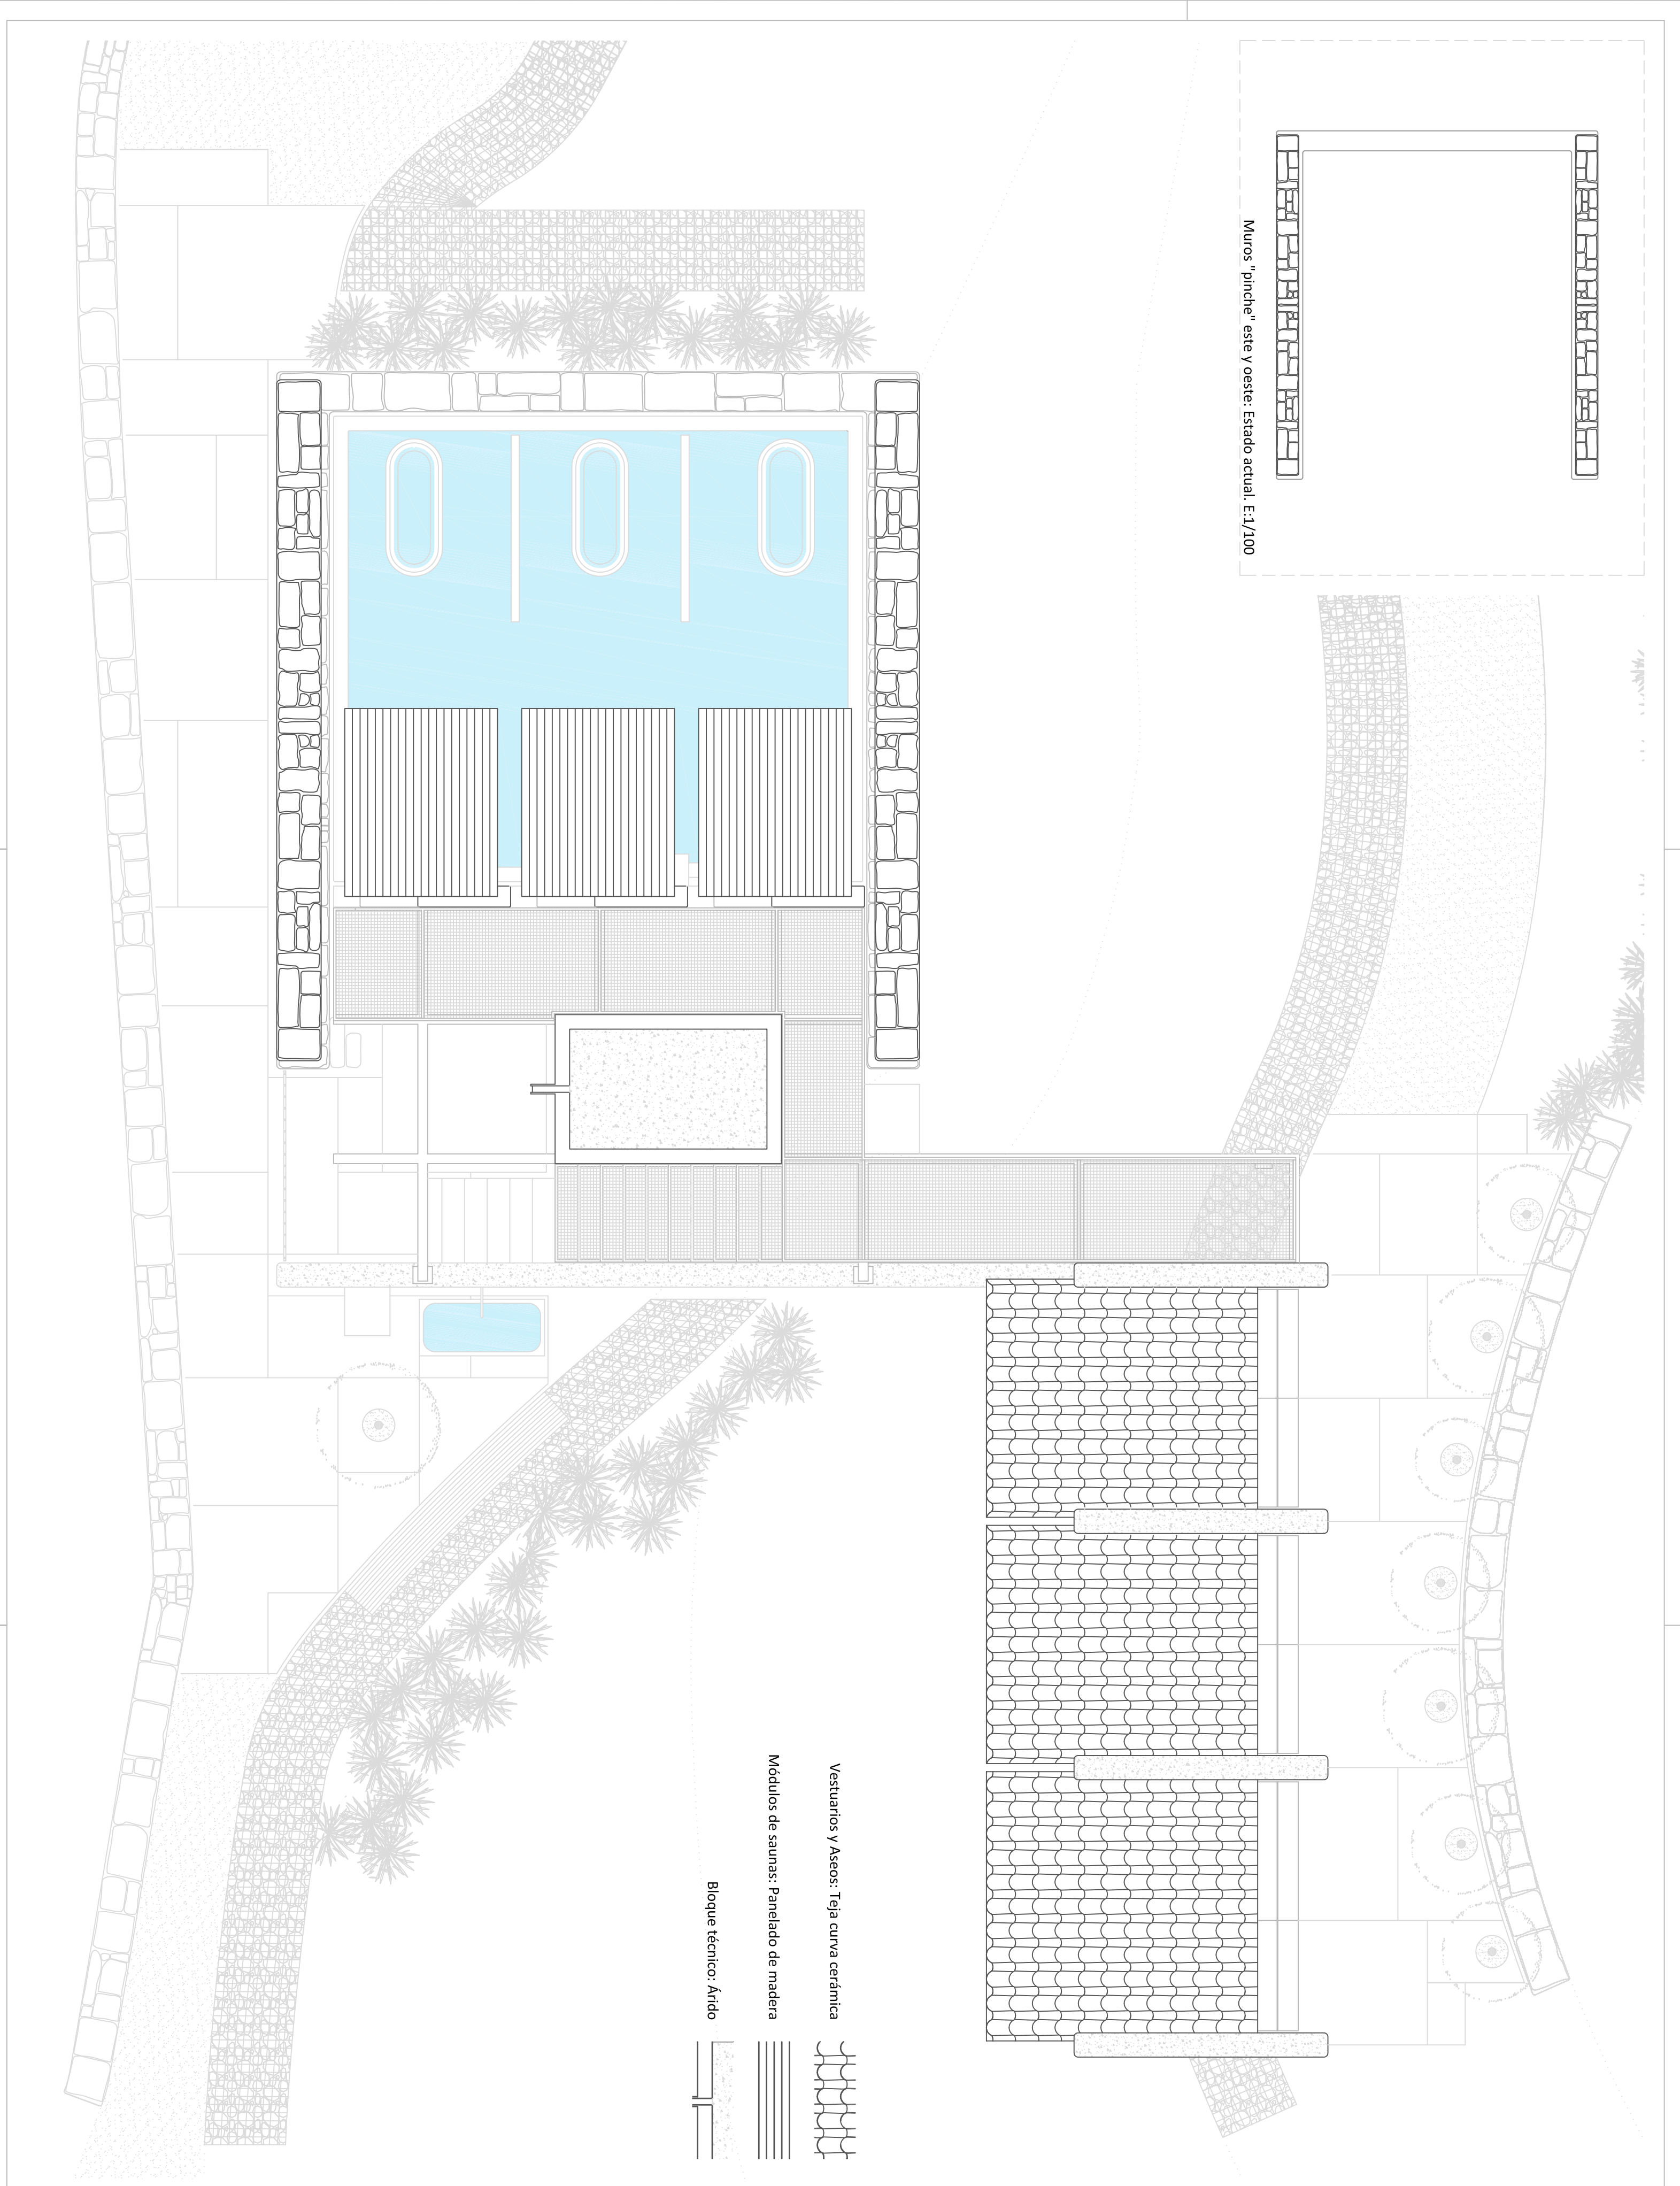 Muros "pinche" este y oeste: Estado actual. E:1/100
Vestuarios y Aseos: Teja curva cerámica
Módulos de saunas: Panelado de madera
Bloque técnico: Árido